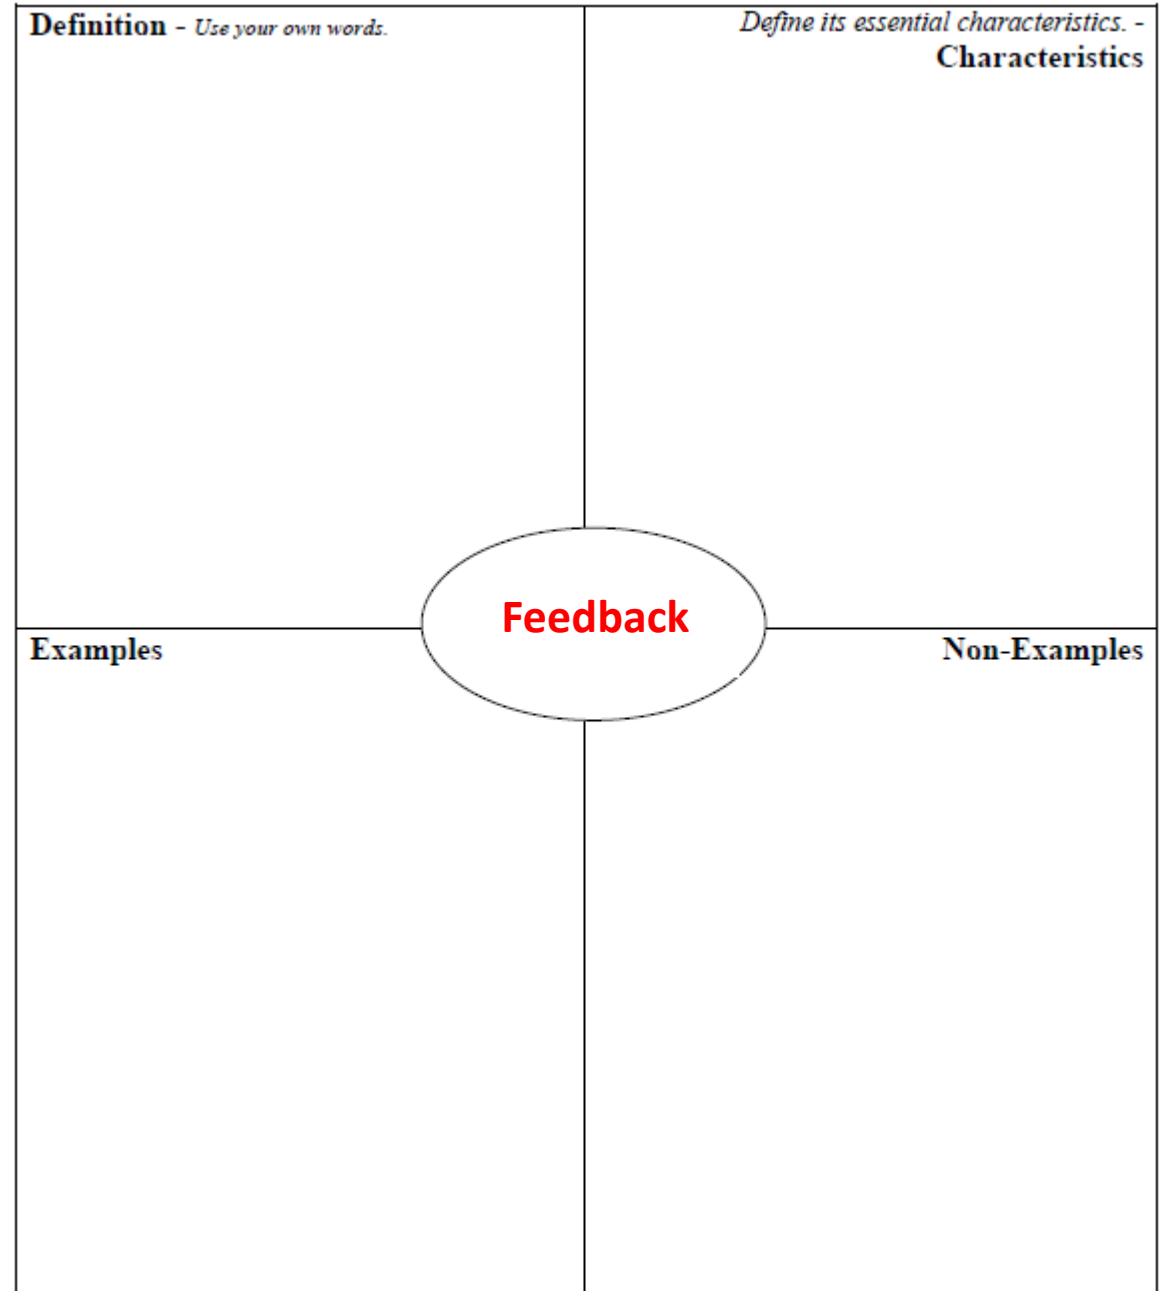 Definition - Use your own words.
Define its essential characteristics. -
Characteristics
Feedback
Examples
Non-Examples